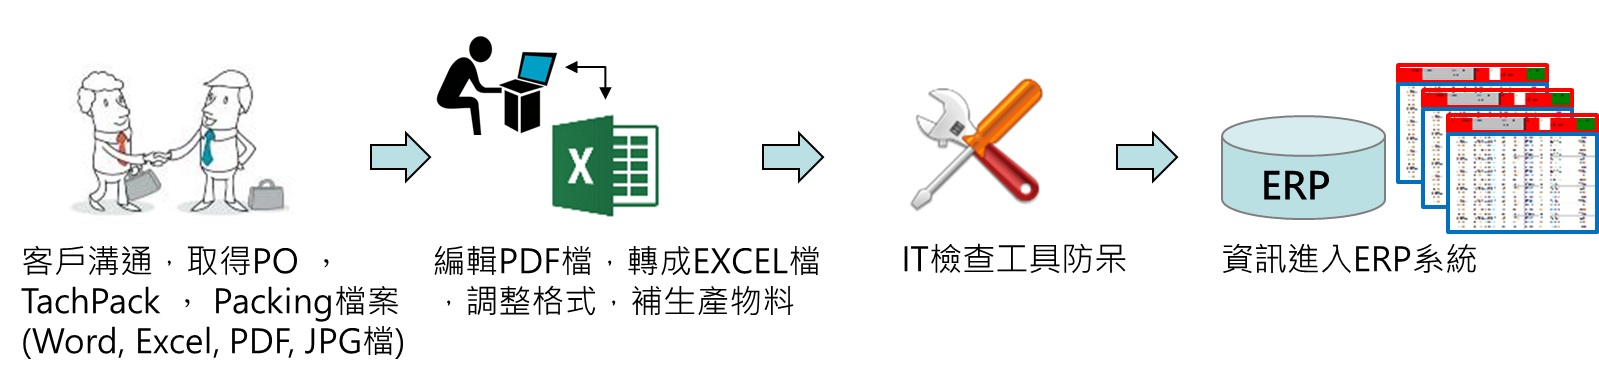 客戶溝通，取得PO ，
TachPack ， Packing檔案
(Word, Excel, PDF, JPG檔)
X
編輯PDF檔，轉成EXCEL檔
，調整格式，補生產物料
IT檢查工具防呆
ERP
資訊進入ERP系統